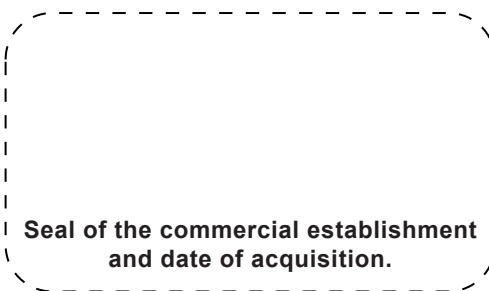 Seal of the commercial establishment
and date of acquisition.